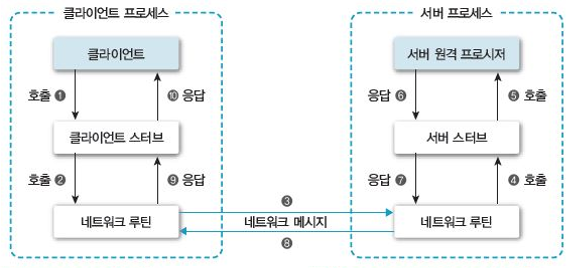 클라이언트 프로세스
서버 프로세스
클라이언트
서버 원격 프로시저
호출 ❶
❿ 응답
응답 ❻
❺ 호출
클라이언트 스터브
서버 스터브
호출 ❷
❾ 응답
응답 ❼
❹ 호출
❸
네트워크 루틴
네트워크 메시지
네트워크 루틴
❽